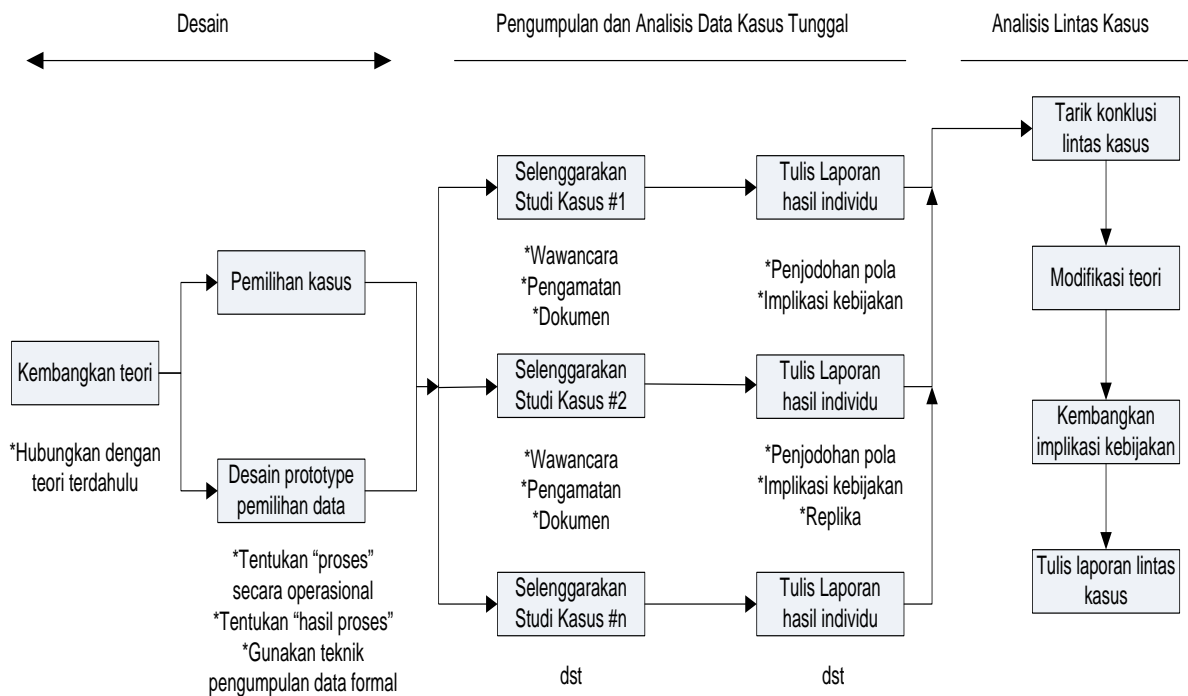 Desain
Pengumpulan dan Analisis Data Kasus Tunggal
Analisis Lintas Kasus
Kembangkan teori
*Hubungkan dengan
teori terdahulu
Pemilihan kasus
Desain prototype
pemilihan data
*Tentukan “proses”
secara operasional
*Tentukan “hasil proses”
*Gunakan teknik
pengumpulan data formal
Selenggarakan
Studi Kasus #1
*Wawancara
*Pengamatan
*Dokumen
Selenggarakan
Studi Kasus #2
*Wawancara
*Pengamatan
*Dokumen
Selenggarakan
Studi Kasus #n
dst
Tulis Laporan
hasil individu
*Penjodohan pola
*Implikasi kebijakan
Tulis Laporan
hasil individu
*Penjodohan pola
*Implikasi kebijakan
*Replika
Tulis Laporan
hasil individu
dst
Tarik konklusi
lintas kasus
Modifikasi teori
Kembangkan
implikasi kebijakan
Tulis laporan lintas
kasus